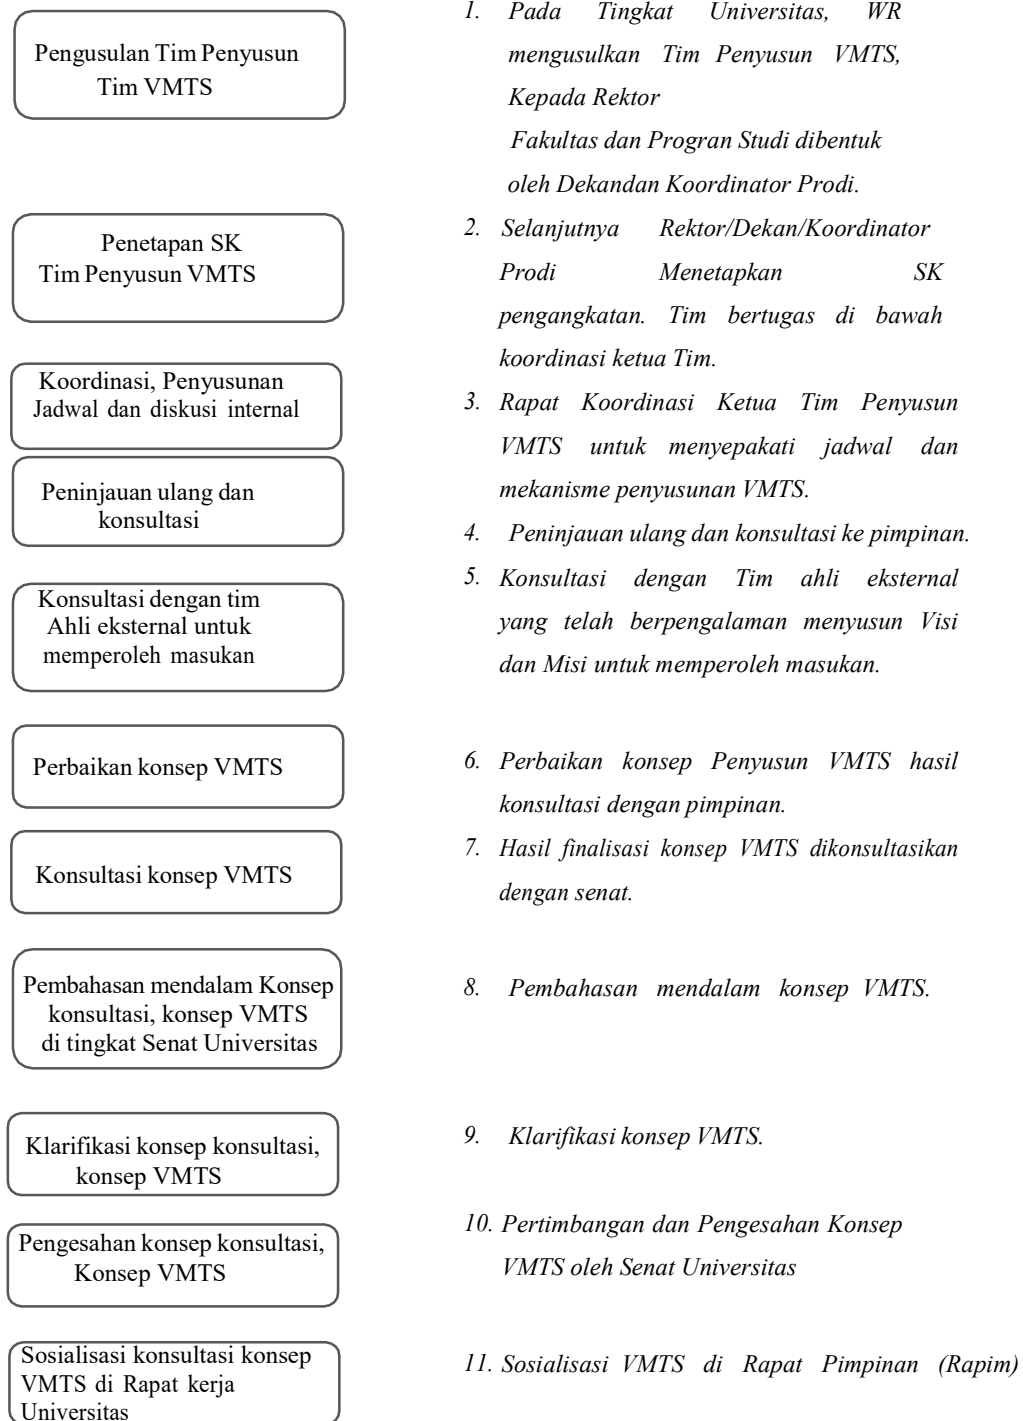 Pengusulan Tim Penyusun
Tim VMTS
1. Pada Tingkat Universitas, WR
mengusulkan Tim Penyusun VMTS,
Kepada Rektor
Fakultas dan Progran Studi dibentuk
oleh Dekandan Koordinator Prodi.
Penetapan SK
Tim Penyusun VMTS
2. Selanjutnya Rektor/Dekan/Koordinator
Prodi Menetapkan SK
pengangkatan. Tim bertugas di bawah
koordinasi ketua Tim.
Koordinasi, Penyusunan
Jadwal dan diskusi internal
3. Rapat Koordinasi Ketua Tim Penyusun
VMTS untuk menyepakati jadwal dan
mekanisme penyusunan VMTS.
Peninjauan ulang dan
konsultasi
4. Peninjauan ulang dan konsultasi ke pimpinan.
Konsultasi dengan tim
Ahli eksternal untuk
memperoleh masukan
5. Konsultasi dengan Tim ahli eksternal
yang telah berpengalaman menyusun Visi
dan Misi untuk memperoleh masukan.
Perbaikan konsep VMTS
6. Perbaikan konsep Penyusun VMTS hasil
konsultasi dengan pimpinan.
Konsultasi konsep VMTS
7. Hasil finalisasi konsep VMTS dikonsultasikan
dengan senat.
Pembahasan mendalam Konsep
konsultasi, konsep VMTS
di tingkat Senat Universitas
8. Pembahasan mendalam konsep VMTS.
Klarifikasi konsep konsultasi,
konsep VMTS
9. Klarifikasi konsep VMTS.
Pengesahan konsep konsultasi,
Konsep VMTS
10. Pertimbangan dan Pengesahan Konsep
VMTS oleh Senat Universitas
Sosialisasi konsultasi konsep
VMTS di Rapat kerja
Universitas
11. Sosialisasi VMTS di Rapat Pimpinan (Rapim)